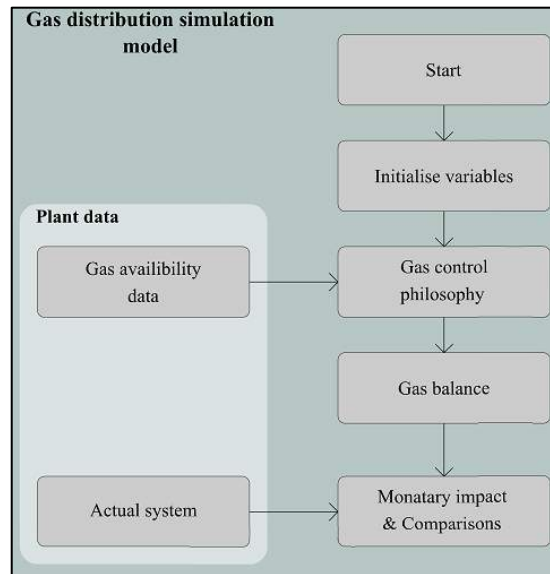 Gas distribution simulation
model
Start
Initialise variables
Plant data
Gas availibility
data
Gas control
philosophy
Gas balance
Actual system
Monatary impact
& Comparisons